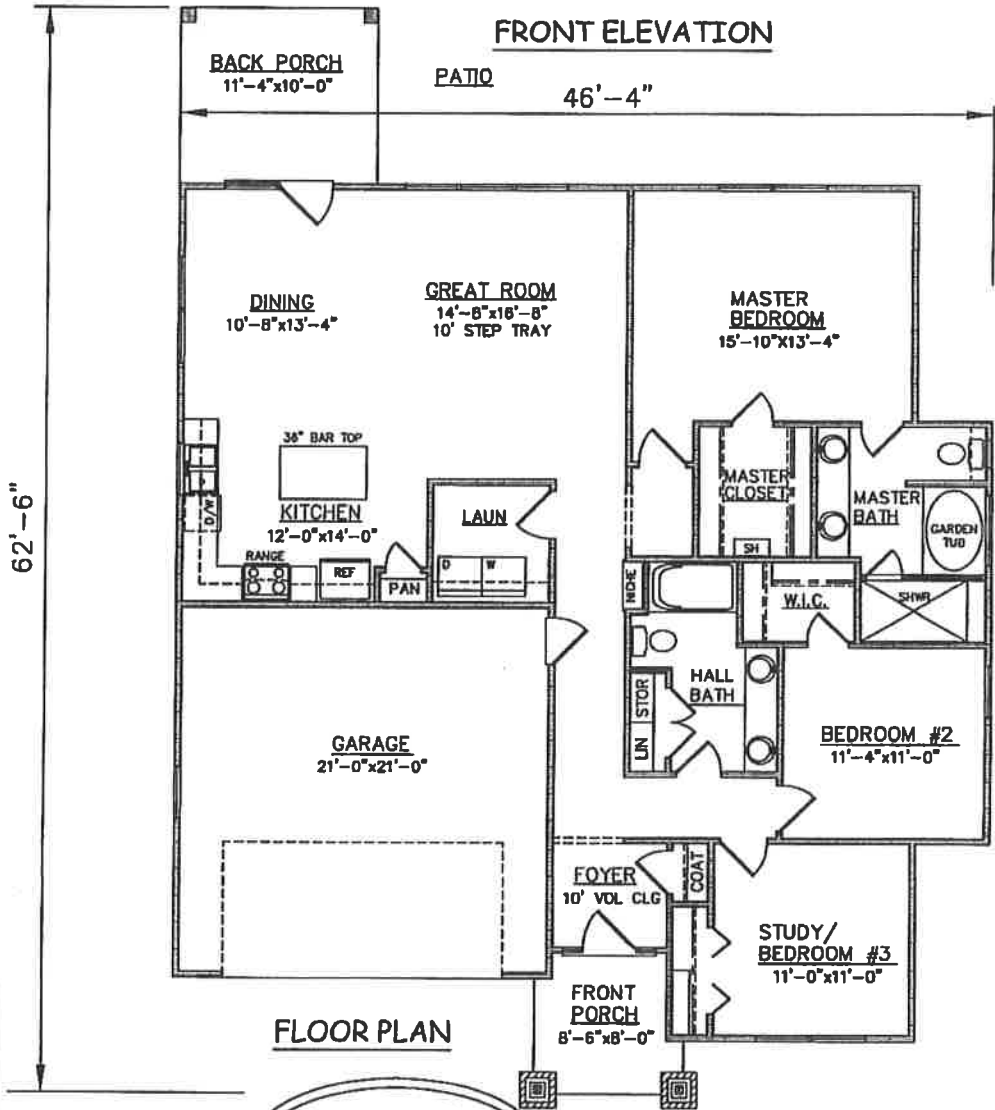 FRONT ELEVATION
BACK PORCH
11'-4"x10'-0"
PATIO
46'-4"
62'-6"
DINING
10'-8"x13'-4"
GREAT ROOM
14'-8"x16'-8"
10' STEP TRAY
MASTER
BEDROOM
15'-10"X13'-4"
36" BAR TOP
KITCHEN
12'-0"x14'-0"
D/W
RANGE
REF
PAN
LAUN
D
W
MASTER
CLOSET
SH
MASTER
BATH
GARDEN
TUB
NICHE
W.I.C.
SHWR
HALL
BATH
STOR
LIN
BEDROOM #2
11'-4"x11'-0"
GARAGE
21'-0"x21'-0"
FOYER
10' VOL CLG
COAT
STUDY/
BEDROOM #3
11'-0"x11'-0"
FRONT
PORCH
8'-6"x8'-0"
FLOOR PLAN